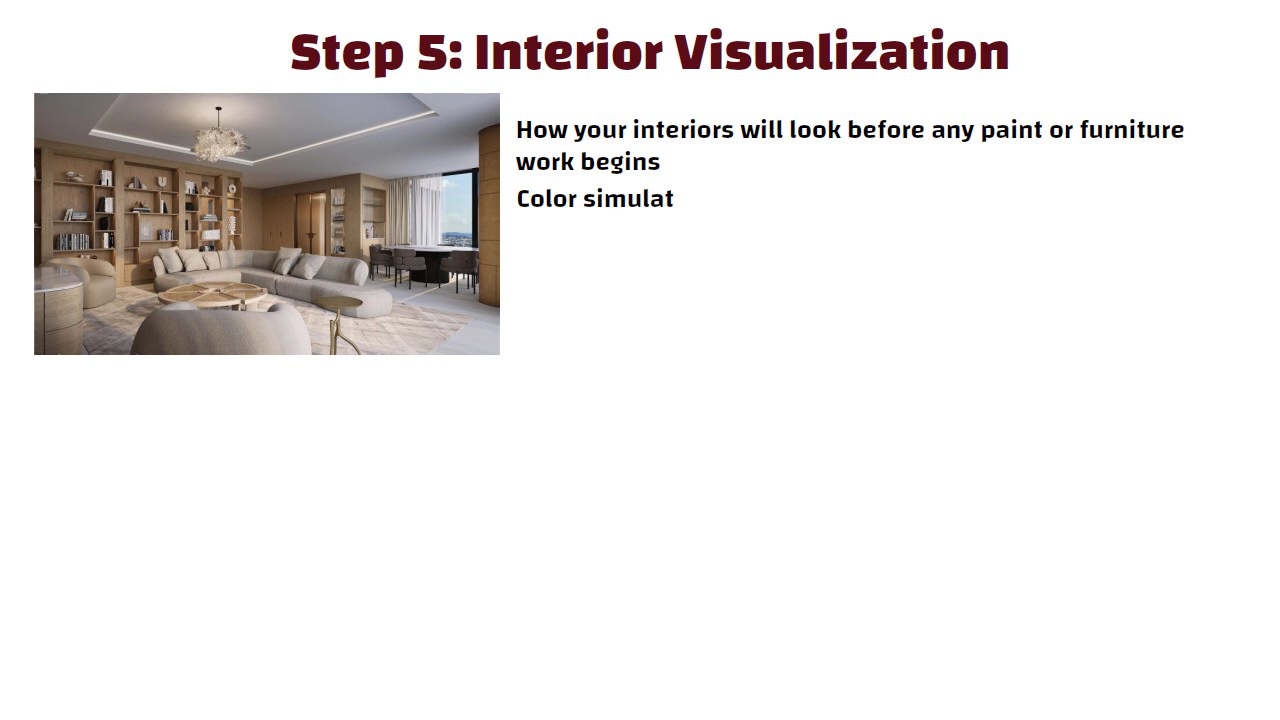 Step 5: Interior Visualization
How your interiors will look before any paint or furniture
work begins
Color simulat